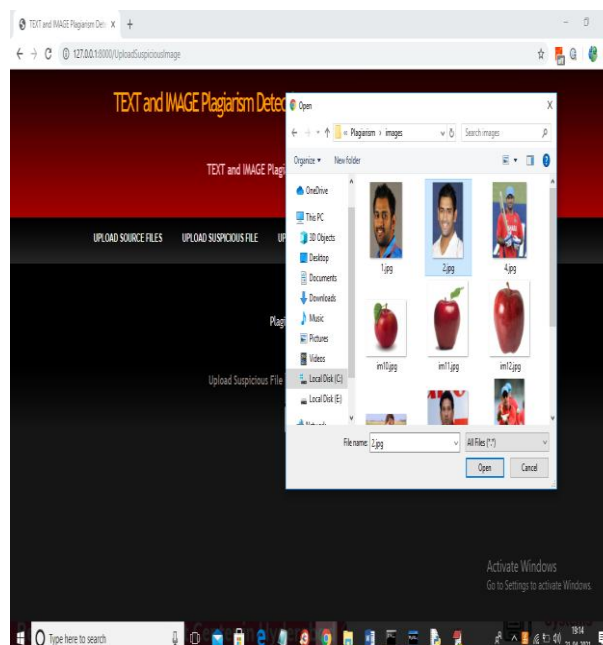 TEXT and IMAGE Plagiarism Det
127.0.0.1:8000/UploadSuspiciousImage
TEXT and IMAGE Plagiarism Detec
TEXT and IMAGE Plagi
UPLOAD SOURCE FILES UPLOAD SUSPICIOUS FILE UP
Plagi
Upload Suspicious File
Open
« Plagiarism › images
Search images
Organize
New folder
OneDrive
This PC
3D Objects
Desktop
Documents
Downloads
Music
Pictures
Videos
Local Disk (C:)
Local Disk (E:)
1.jpg
2.jpg
4.jpg
im10.jpg
im11.jpg
im12.jpg
File name: 2.jpg
All Files (*.*)
Open
Cancel
Activate Windows
Go to Settings to activate Windows.
Type here to search
19:14